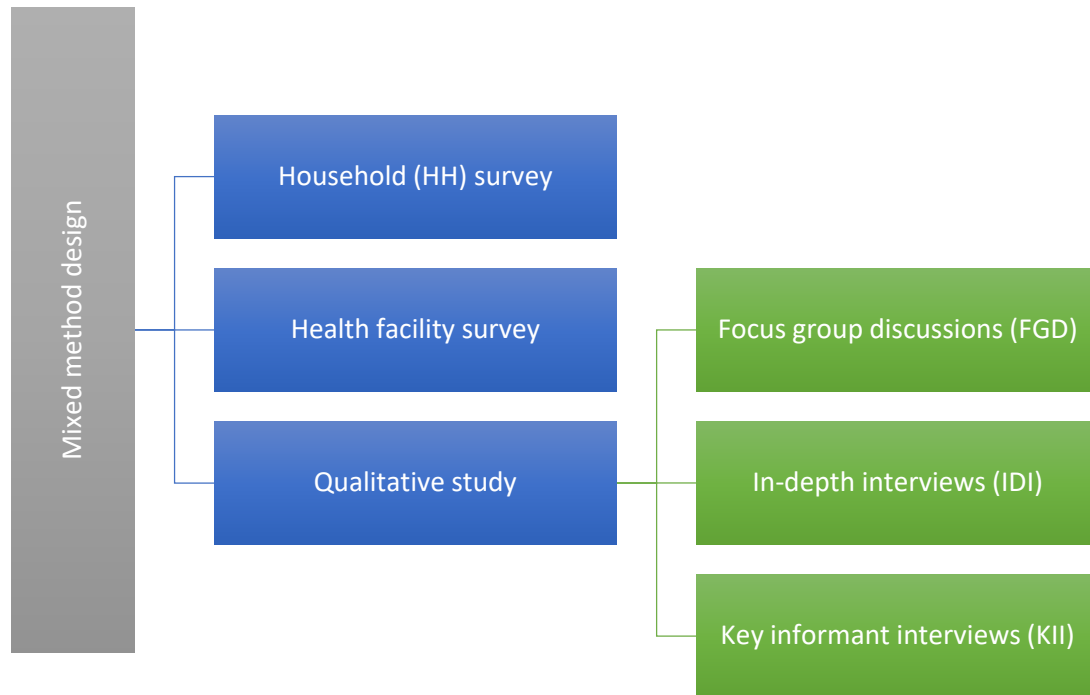 Mixed method design
Household (HH) survey
Health facility survey
Qualitative study
Focus group discussions (FGD)
In-depth interviews (IDI)
Key informant interviews (KII)